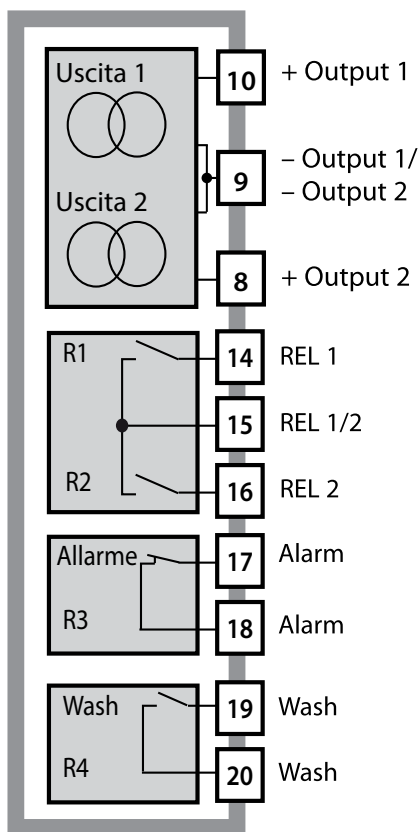 Uscita 1
10
+ Output 1
9
– Output 1/
– Output 2
Uscita 2
8
+ Output 2
R1
14
REL 1
15
REL 1/2
R2
16
REL 2
Allarme
17
Alarm
R3
18
Alarm
Wash
19
Wash
R4
20
Wash